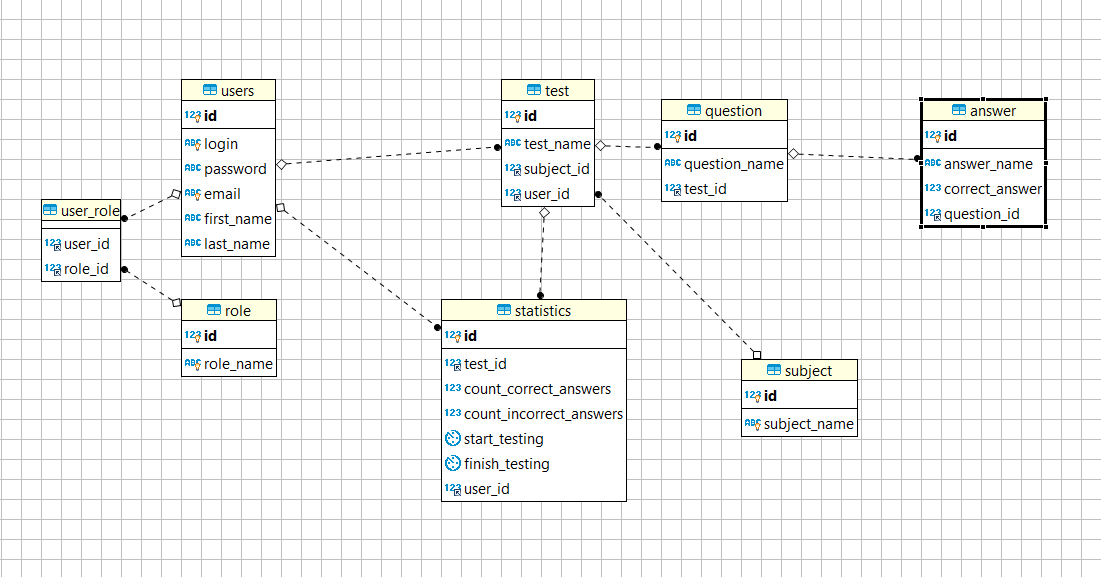 users
123 id
ABC login
ABC password
ABC email
ABC first_name
ABC last_name
test
123 id
ABC test_name
123 subject_id
123 user_id
question
123 id
ABC question_name
123 test_id
answer
123 id
ABC answer_name
123 correct_answer
123 question_id
user_role
123 user_id
123 role_id
role
123 id
ABC role_name
statistics
123 id
123 test_id
123 count_correct_answers
123 count_incorrect_answers
start_testing
finish_testing
123 user_id
subject
123 id
ABC subject_name